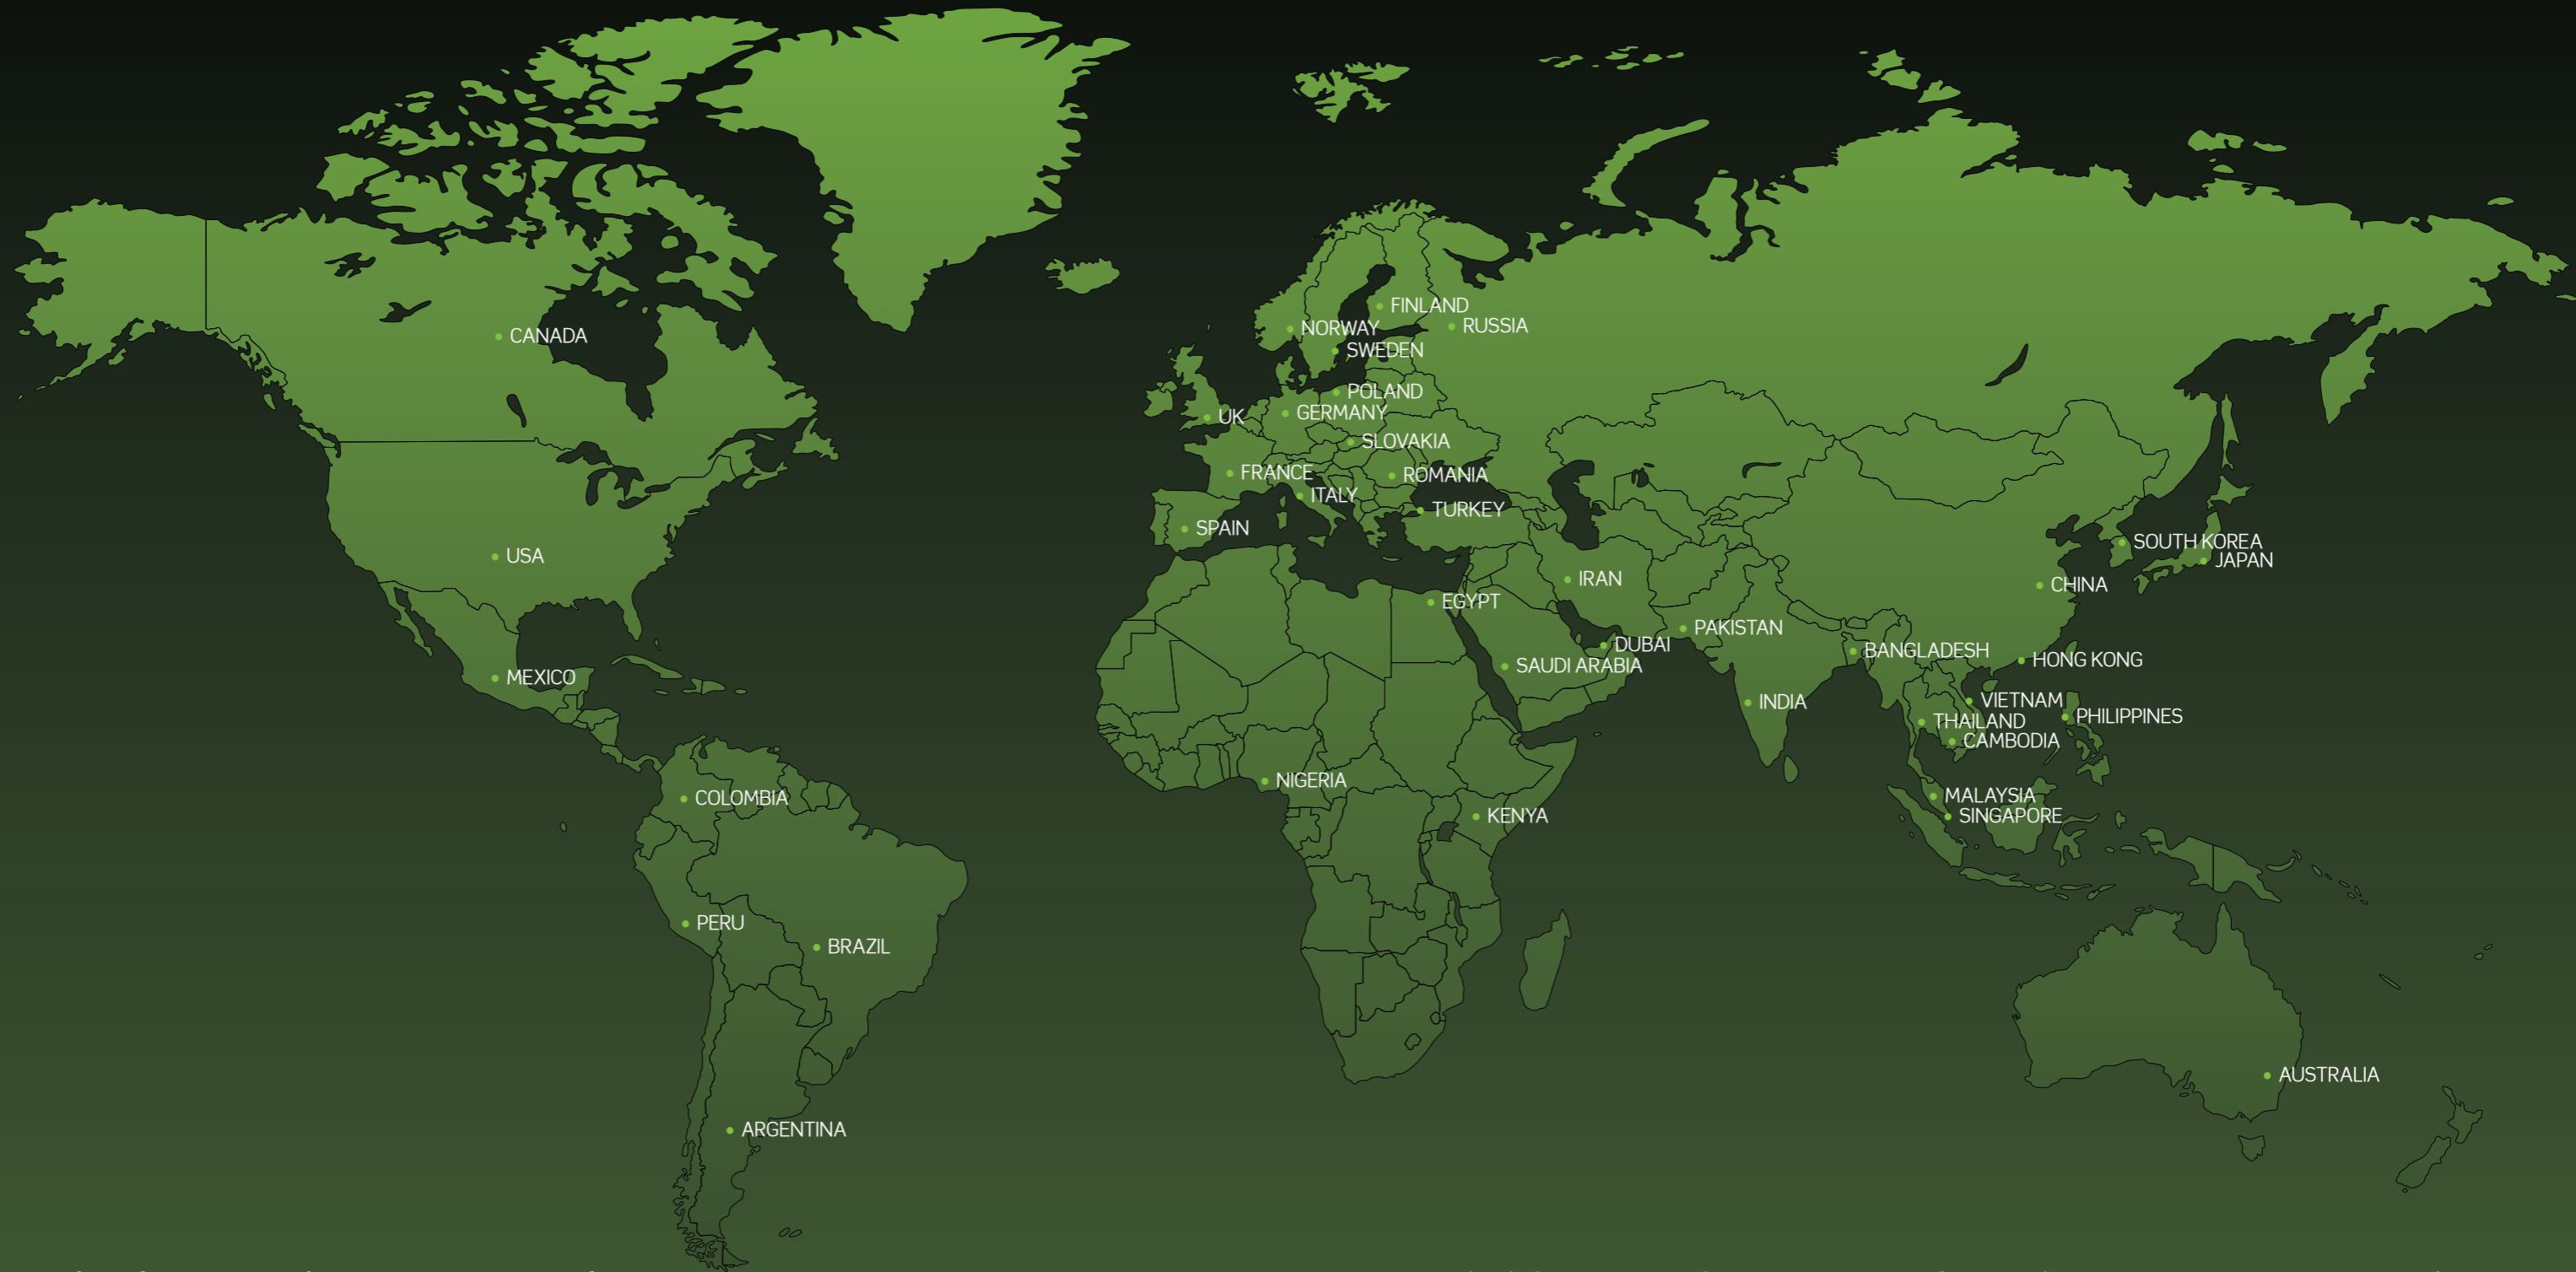 FINLAND
RUSSIA
NORWAY
CANADA
SWEDEN
POLAND
GERMANY
UK
SLOVAKIA
FRANCE
ROMANIA
ITALY
TURKEY
SPAIN
SOUTH KOREA
USA
JAPAN
IRAN
CHINA
EGYPT
PAKISTAN
DUBAI
BANGLADESH
HONG KONG
SAUDI ARABIA
MEXICO
VIETNAM
INDIA
PHILIPPINES
THAILAND
CAMBODIA
NIGERIA
MALAYSIA
COLOMBIA
KENYA
SINGAPORE
PERU
BRAZIL
AUSTRALIA
ARGENTINA